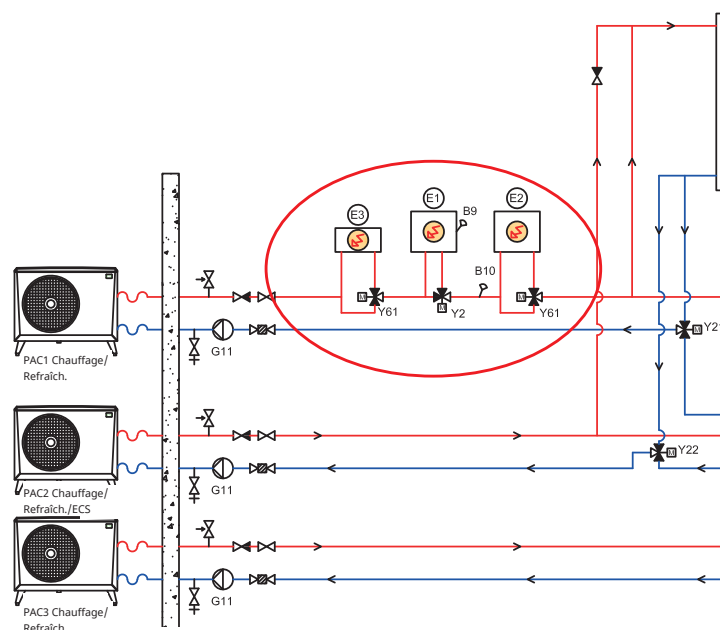 E3
E1
E2
B9
B10
M
Y61
M
Y2
M
Y61
M
Y21
G11
PAC1 Chauffage/
Refraîch.
M
Y22
G11
PAC2 Chauffage/
Refraîch./ECS
G11
PAC3 Chauffage/
Refraîch.